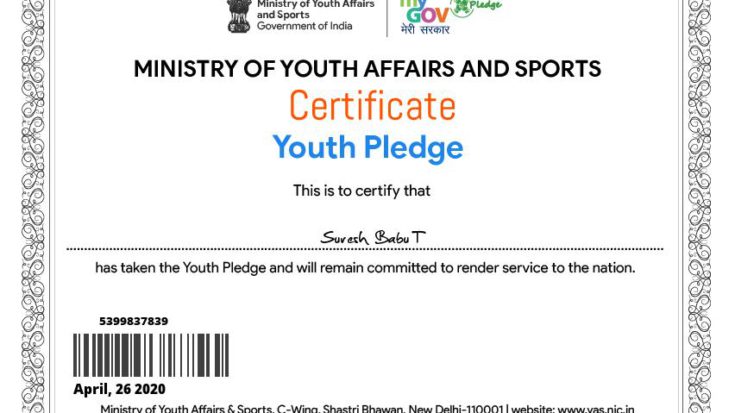 Ministry of Youth Affairs
and Sports
Government of India
my
GOV
मेरी सरकार
Pledge
MINISTRY OF YOUTH AFFAIRS AND SPORTS
Certificate
Youth Pledge
This is to certify that
Suresh Babu T
has taken the Youth Pledge and will remain committed to render service to the nation.
5399837839
April, 26 2020
Ministry of Youth Affairs & Sports, C-Wing, Shastri Bhawan, New Delhi-110001 | website: www.yas.nic.in